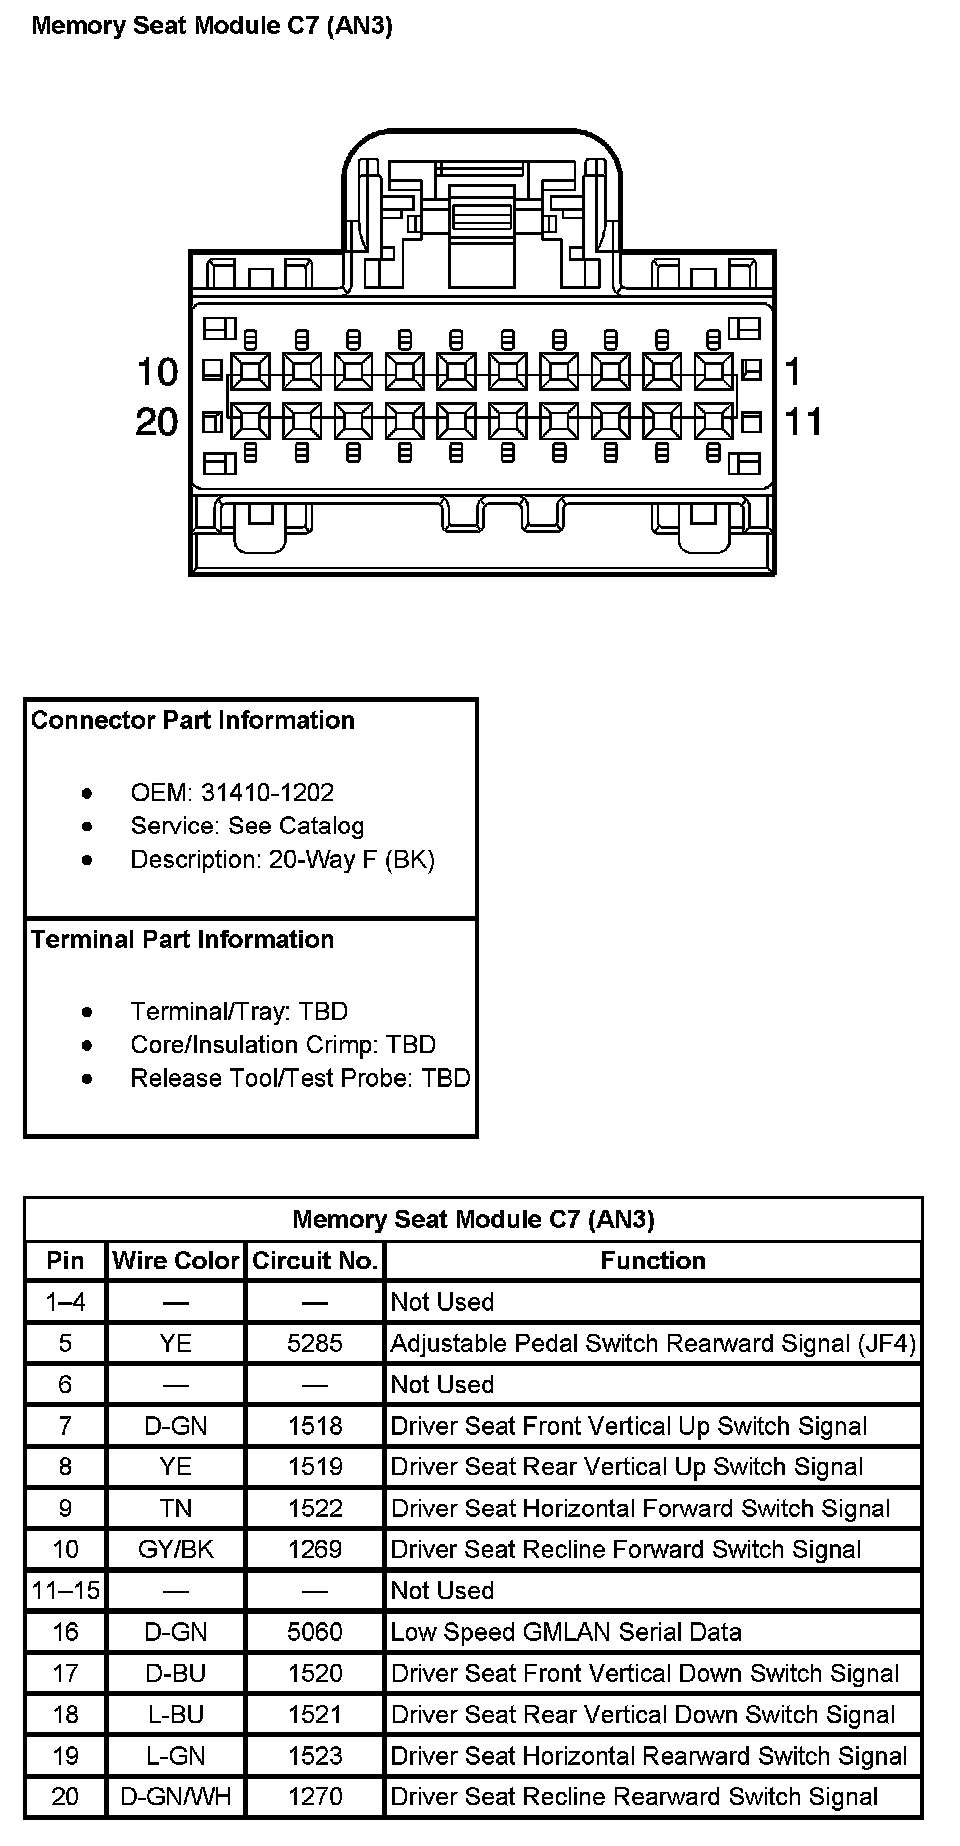 Memory Seat Module C7 (AN3)
10 1
20 11
Connector Part Information
• OEM: 31410-1202
• Service: See Catalog
• Description: 20-Way F (BK)
Terminal Part Information
• Terminal/Tray: TBD
• Core/Insulation Crimp: TBD
• Release Tool/Test Probe: TBD
Memory Seat Module C7 (AN3)
Pin Wire Color Circuit No. Function
1–4 — — Not Used
5 YE 5285 Adjustable Pedal Switch Rearward Signal (JF4)
6 — — Not Used
7 D-GN 1518 Driver Seat Front Vertical Up Switch Signal
8 YE 1519 Driver Seat Rear Vertical Up Switch Signal
9 TN 1522 Driver Seat Horizontal Forward Switch Signal
10 GY/BK 1269 Driver Seat Recline Forward Switch Signal
11–15 — — Not Used
16 D-GN 5060 Low Speed GMLAN Serial Data
17 D-BU 1520 Driver Seat Front Vertical Down Switch Signal
18 L-BU 1521 Driver Seat Rear Vertical Down Switch Signal
19 L-GN 1523 Driver Seat Horizontal Rearward Switch Signal
20 D-GN/WH 1270 Driver Seat Recline Rearward Switch Signal